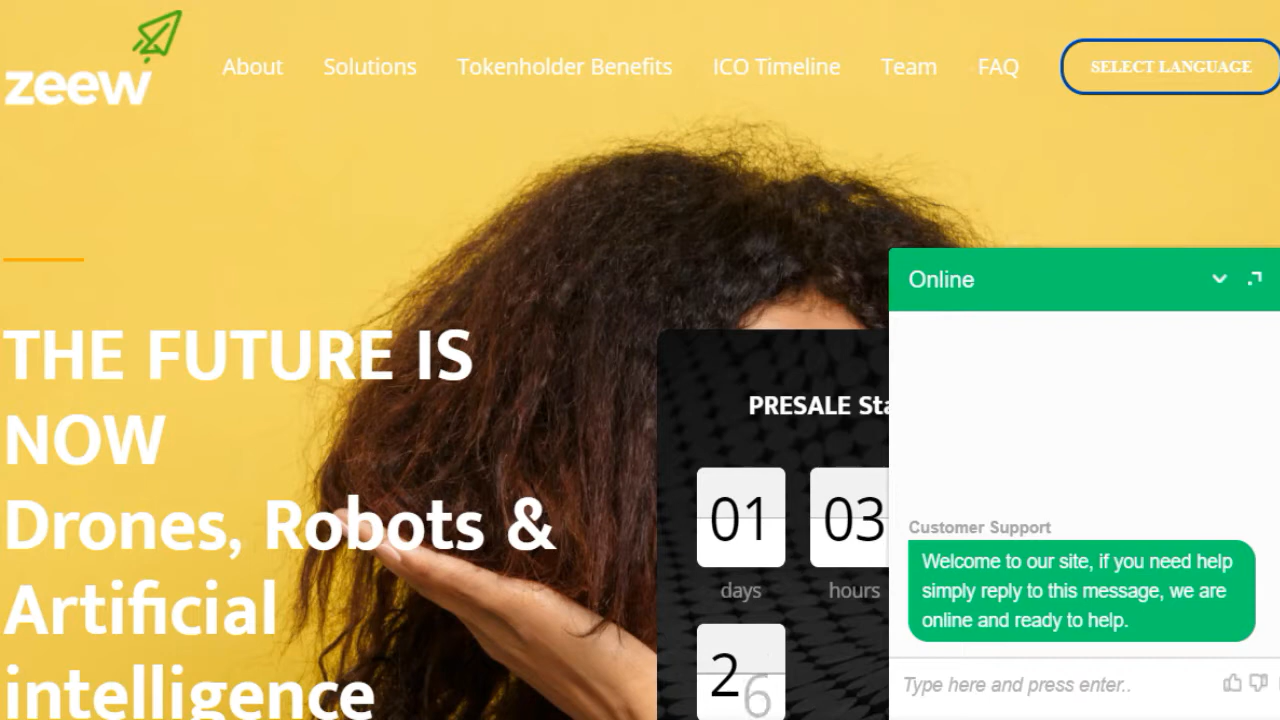 zeew
About Solutions Tokenholder Benefits ICO Timeline Team FAQ SELECT LANGUAGE
THE FUTURE IS
NOW
Drones, Robots &
Artificial
intelligence
PRESALE
01 03
days hours
Online
Customer Support
Welcome to our site, if you need help
simply reply to this message, we are
online and ready to help.
Type here and press enter..